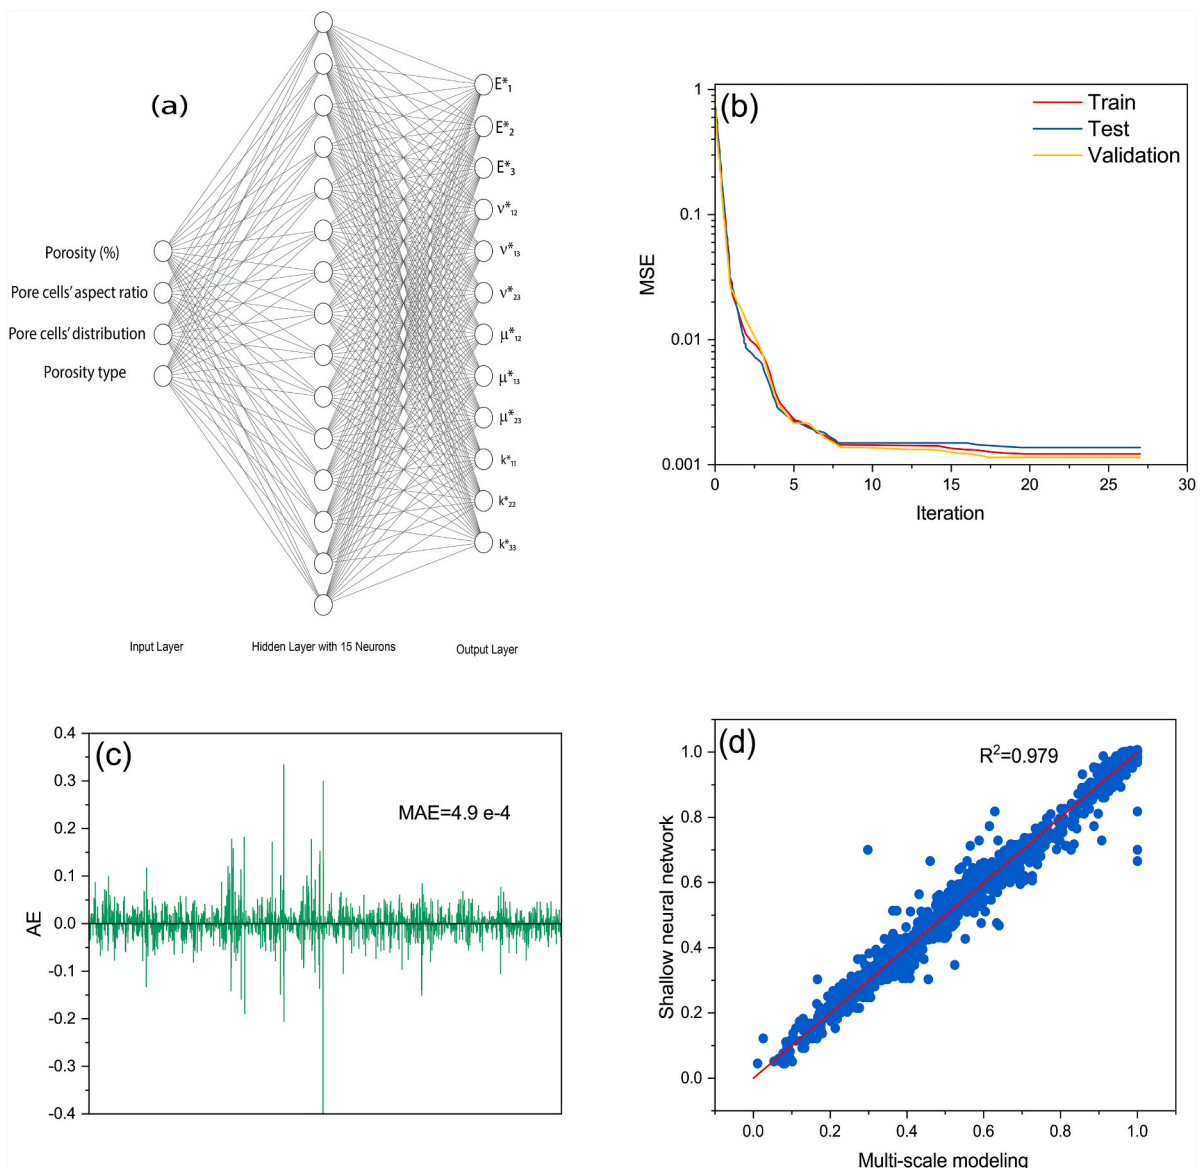 (a)
Porosity (%)
Pore cells' aspect ratio
Pore cells' distribution
Porosity type
E*1
E*2
E*3
ν*12
ν*13
ν*23
μ*12
μ*13
μ*23
k*11
k*22
k*33
Input Layer
Hidden Layer with 15 Neurons
Output Layer
(b)
Train
Test
Validation
MSE
1
0.1
0.01
0.001
0 5 10 15 20 25 30
Iteration
(c)
MAE=4.9 e-4
AE
0.4
0.3
0.2
0.1
0.0
-0.1
-0.2
-0.3
-0.4
(d)
R²=0.979
Shallow neural network
1.0
0.8
0.6
0.4
0.2
0.0
0.0 0.2 0.4 0.6 0.8 1.0
Multi-scale modeling